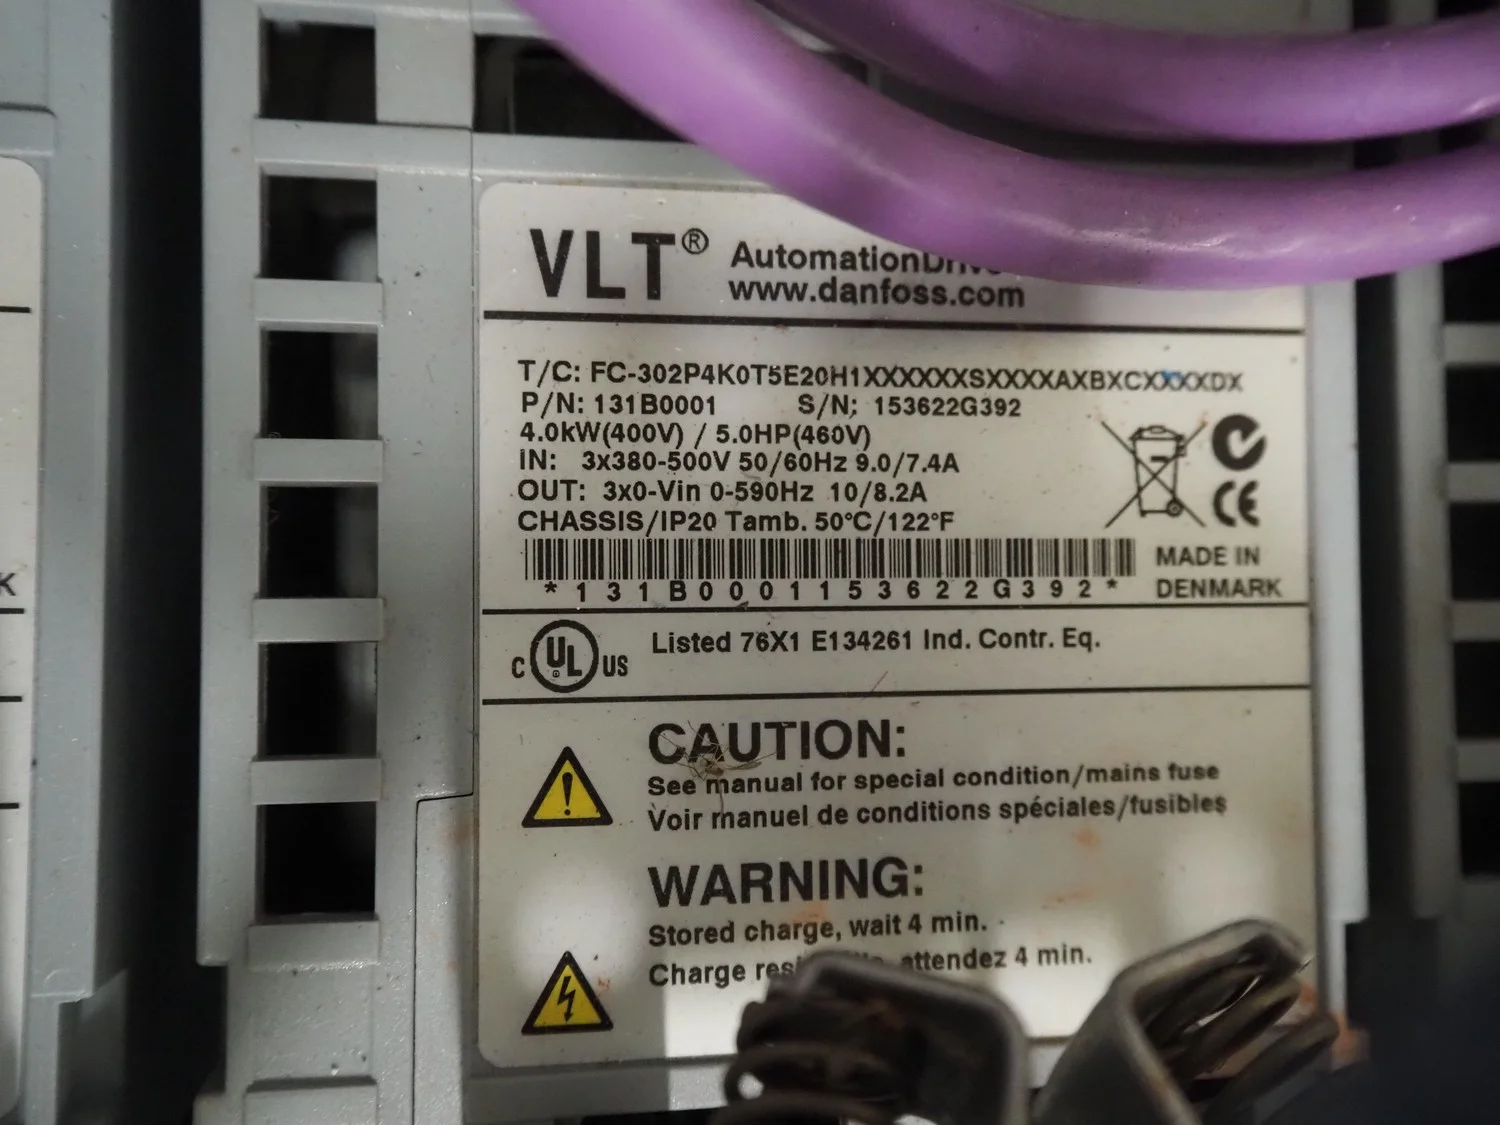 VLT® AutomationDrive
www.danfoss.com
T/C: FC-302P4K0T5E20H1XXXXXXSXXXXAXBXCXXXXDX
P/N: 131B0001 S/N: 153622G392
4.0kW(400V) / 5.0HP(460V)
IN: 3x380-500V 50/60Hz 9.0/7.4A
OUT: 3x0-Vin 0-590Hz 10/8.2A
CHASSIS/IP20 Tamb. 50°C/122°F
*131B0001153622G392*
MADE IN
DENMARK
CE
K
C UL US Listed 76X1 E134261 Ind. Contr. Eq.
CAUTION:
See manual for special condition/mains fuse
Voir manuel de conditions spéciales/fusibles
WARNING:
Stored charge, wait 4 min.
Charge attendez 4 min.